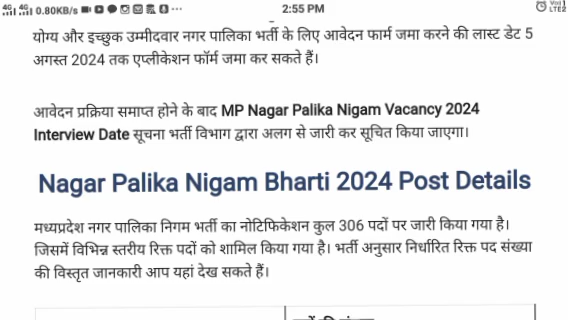 4G 4G 0.80KB/s ... 2:55 PM Voi) LTE2
योग्य और इच्छुक उम्मीदवार नगर पालिका भर्ती के लिए आवेदन फार्म जमा करने की लास्ट डेट 5
अगस्त 2024 तक एप्लीकेशन फॉर्म जमा कर सकते हैं।
आवेदन प्रक्रिया समाप्त होने के बाद MP Nagar Palika Nigam Vacancy 2024
Interview Date सूचना भर्ती विभाग द्वारा अलग से जारी कर सूचित किया जाएगा।
Nagar Palika Nigam Bharti 2024 Post Details
मध्यप्रदेश नगर पालिका निगम भर्ती का नोटिफिकेशन कुल 306 पदों पर जारी किया गया है।
जिसमें विभिन्न स्तरीय रिक्त पदों को शामिल किया गया है। भर्ती अनुसार निर्धारित रिक्त पद संख्या
की विस्तृत जानकारी आप यहां देख सकते हैं।